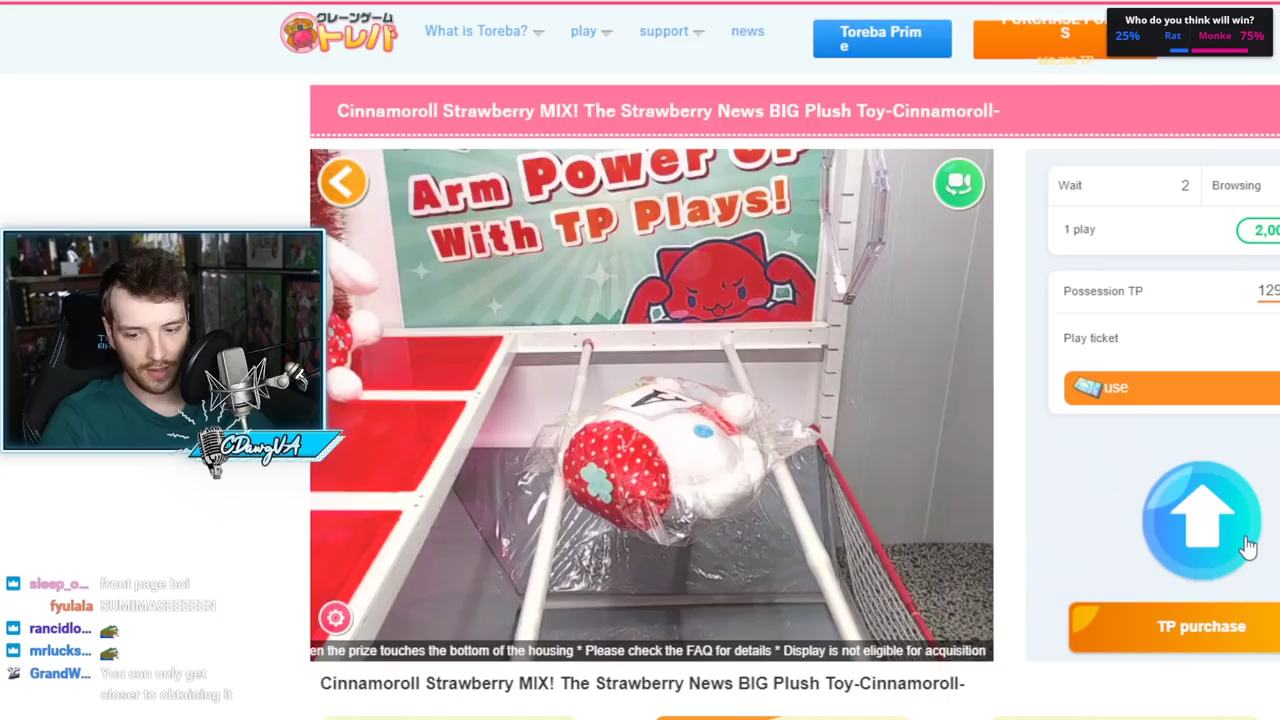 クレーンゲーム
トレバ
What is Toreba?
play
support
news
Toreba Prim
e
S
Who do you think will win?
25% Rat Monke 75%
Cinnamoroll Strawberry MIX! The Strawberry News BIG Plush Toy-Cinnamoroll-
Arm Power UP
With TP Plays!
Wait 2 Browsing
1 play 2,00
Possession TP 129
Play ticket
use
TP purchase
CDawgVA
sleep_o... front page boi
fyulala SUMIMASEEEEEN
rancidlo...
mrlucks...
GrandW... You can only get
closer to obtaining it
en the prize touches the bottom of the housing * Please check the FAQ for details * Display is not eligible for acquisition
Cinnamoroll Strawberry MIX! The Strawberry News BIG Plush Toy-Cinnamoroll-